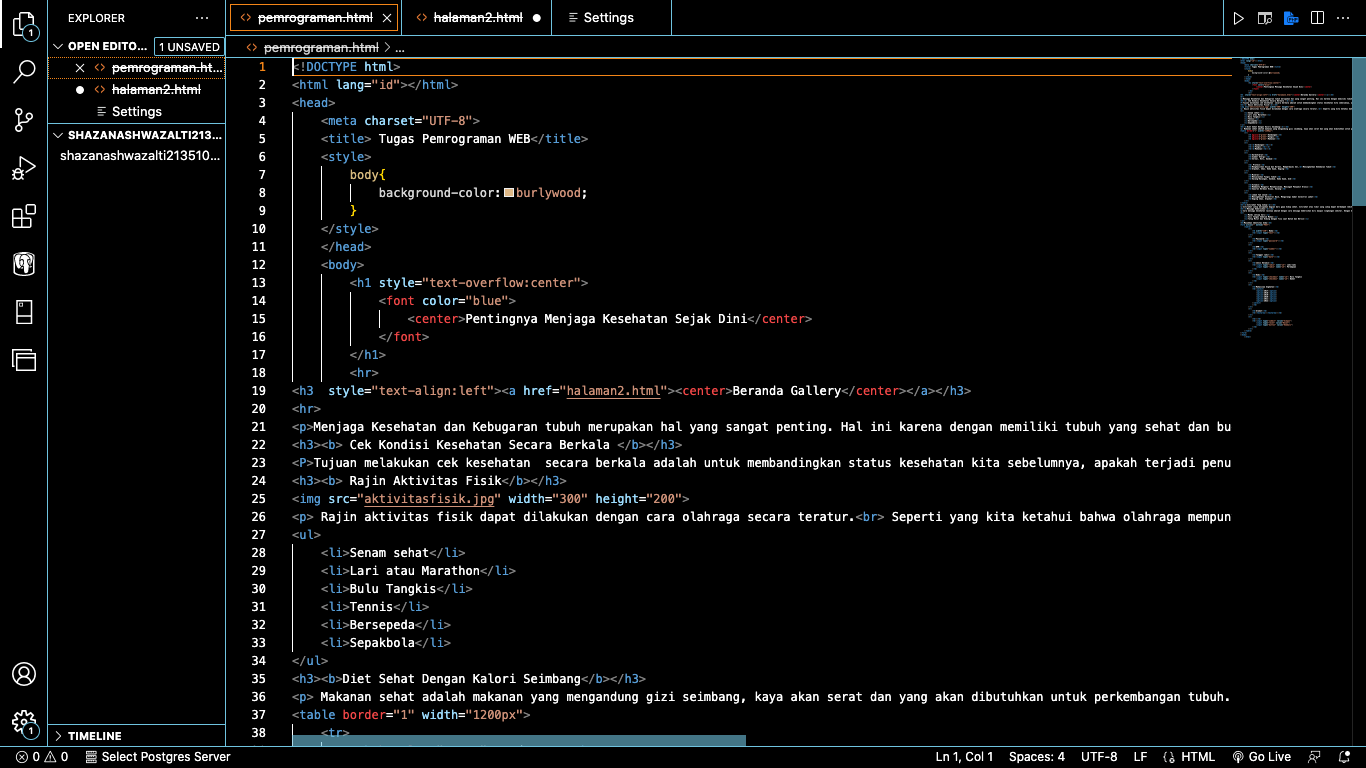 EXPLORER
OPEN EDITO... 1 UNSAVED
pemrograman.ht...
halaman2.html
Settings
SHAZANASHWAZALTI213...
shazanashwazalti213510...
TIMELINE
pemrograman.html halaman2.html Settings
pemrograman.html > ...
1 <!DOCTYPE html>
2 <html lang="id"></html>
3 <head>
4 <meta charset="UTF-8">
5 <title> Tugas Pemrograman WEB</title>
6 <style>
7 body{
8 background-color: burlywood;
9 }
10 </style>
11 </head>
12 <body>
13 <h1 style="text-overflow:center">
14 <font color="blue">
15 <center>Pentingnya Menjaga Kesehatan Sejak Dini</center>
16 </font>
17 </h1>
18 <hr>
19 <h3  style="text-align:left"><a href="halaman2.html"><center>Beranda Gallery</center></a></h3>
20 <hr>
21 <p>Menjaga Kesehatan dan Kebugaran tubuh merupakan hal yang sangat penting. Hal ini karena dengan memiliki tubuh yang sehat dan bu
22 <h3><b> Cek Kondisi Kesehatan Secara Berkala </b></h3>
23 <P>Tujuan melakukan cek kesehatan  secara berkala adalah untuk membandingkan status kesehatan kita sebelumnya, apakah terjadi penu
24 <h3><b> Rajin Aktivitas Fisik</b></h3>
25 <img src="aktivitasfisik.jpg" width="300" height="200">
26 <p> Rajin aktivitas fisik dapat dilakukan dengan cara olahraga secara teratur.<br> Seperti yang kita ketahui bahwa olahraga mempun
27 <ul>
28 <li>Senam sehat</li>
29 <li>Lari atau Marathon</li>
30 <li>Bulu Tangkis</li>
31 <li>Tennis</li>
32 <li>Bersepeda</li>
33 <li>Sepakbola</li>
34 </ul>
35 <h3><b>Diet Sehat Dengan Kalori Seimbang</b></h3>
36 <p> Makanan sehat adalah makanan yang mengandung gizi seimbang, kaya akan serat dan yang akan dibutuhkan untuk perkembangan tubuh.
37 <table border="1" width="1200px">
38 <tr>
0 0 Select Postgres Server Ln 1, Col 1 Spaces: 4 UTF-8 LF HTML Go Live